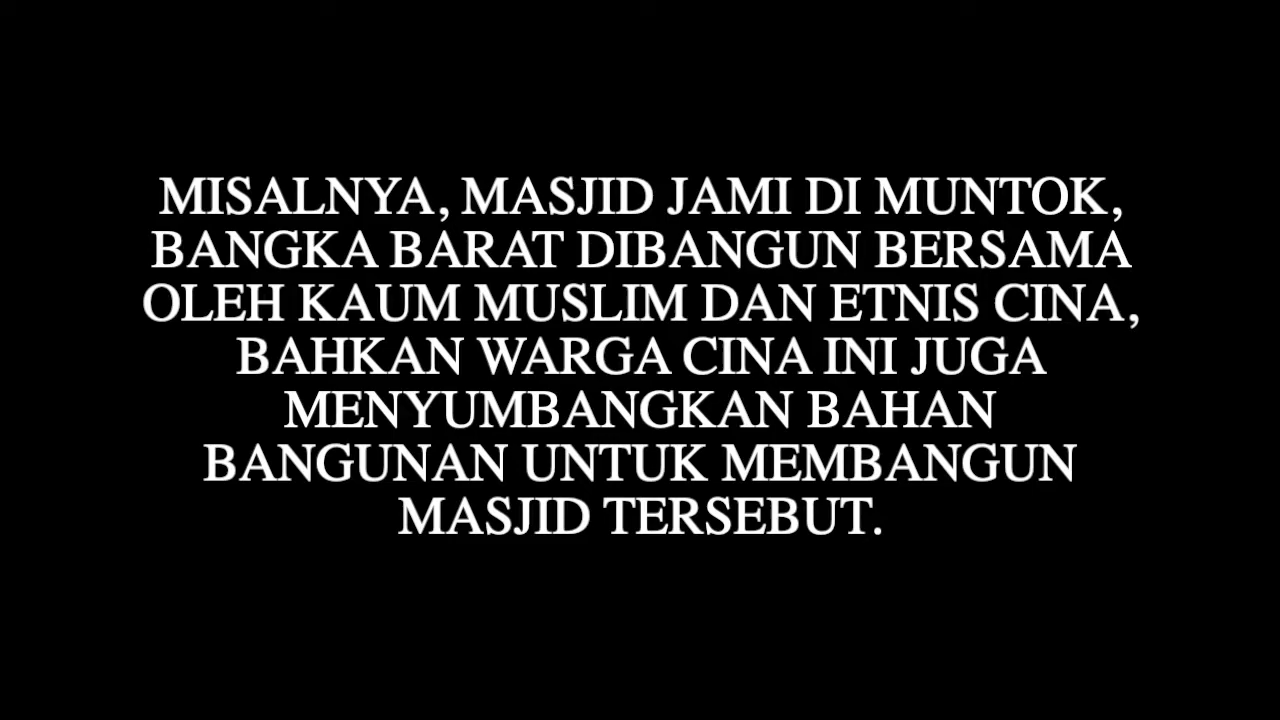 MISALNYA, MASJID JAMI DI MUNTOK,
BANGKA BARAT DIBANGUN BERSAMA
OLEH KAUM MUSLIM DAN ETNIS CINA,
BAHKAN WARGA CINA INI JUGA
MENYUMBANGKAN BAHAN
BANGUNAN UNTUK MEMBANGUN
MASJID TERSEBUT.